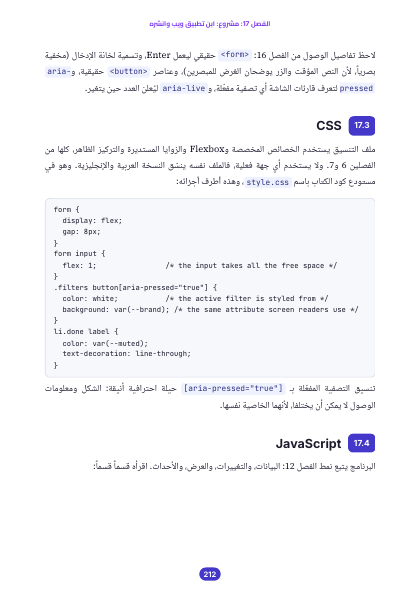 الفصل 17: مشروع: ابن تطبيق ويب وانشره
لاحظ تفاصيل الوصول من الفصل 16: <form> حقيقي ليعمل Enter، وتسمية لخانة الإدخال (مخفية
بصرياً، لأن النص المؤقت والزر يوضحان الغرض للمبصرين)، وعناصر <button> حقيقية، و aria-
pressed لتعرف قارئات الشاشة أي تصفية مفعّلة، و aria-live ليُعلن العدد حين يتغير.
17.3 CSS
ملف التنسيق يستخدم الخصائص المخصصة وFlexbox والزوايا المستديرة والتركيز الظاهر، كلها من
الفصلين 6 و7. ولا يستخدم أي جهة فعلية، فالملف نفسه ينسّق النسخة العربية والإنجليزية. وهو في
مستودع كود الكتاب باسم style.css، وهذه أطرف أجزائه:
form {
  display: flex;
  gap: 8px;
}
form input {
  flex: 1;                /* the input takes all the free space */
}
.filters button[aria-pressed="true"] {
  color: white;           /* the active filter is styled from */
  background: var(--brand); /* the same attribute screen readers use */
}
li.done label {
  color: var(--muted);
  text-decoration: line-through;
}
تنسيق التصفية المفعّلة بـ [aria-pressed="true"] حيلة احترافية أنيقة: الشكل ومعلومات
الوصول لا يمكن أن يختلفا، لأنهما الخاصية نفسها.
17.4 JavaScript
البرنامج يتبع نمط الفصل 12: البيانات، والتغييرات، والعرض، والأحداث. اقرأه قسماً قسماً:
212